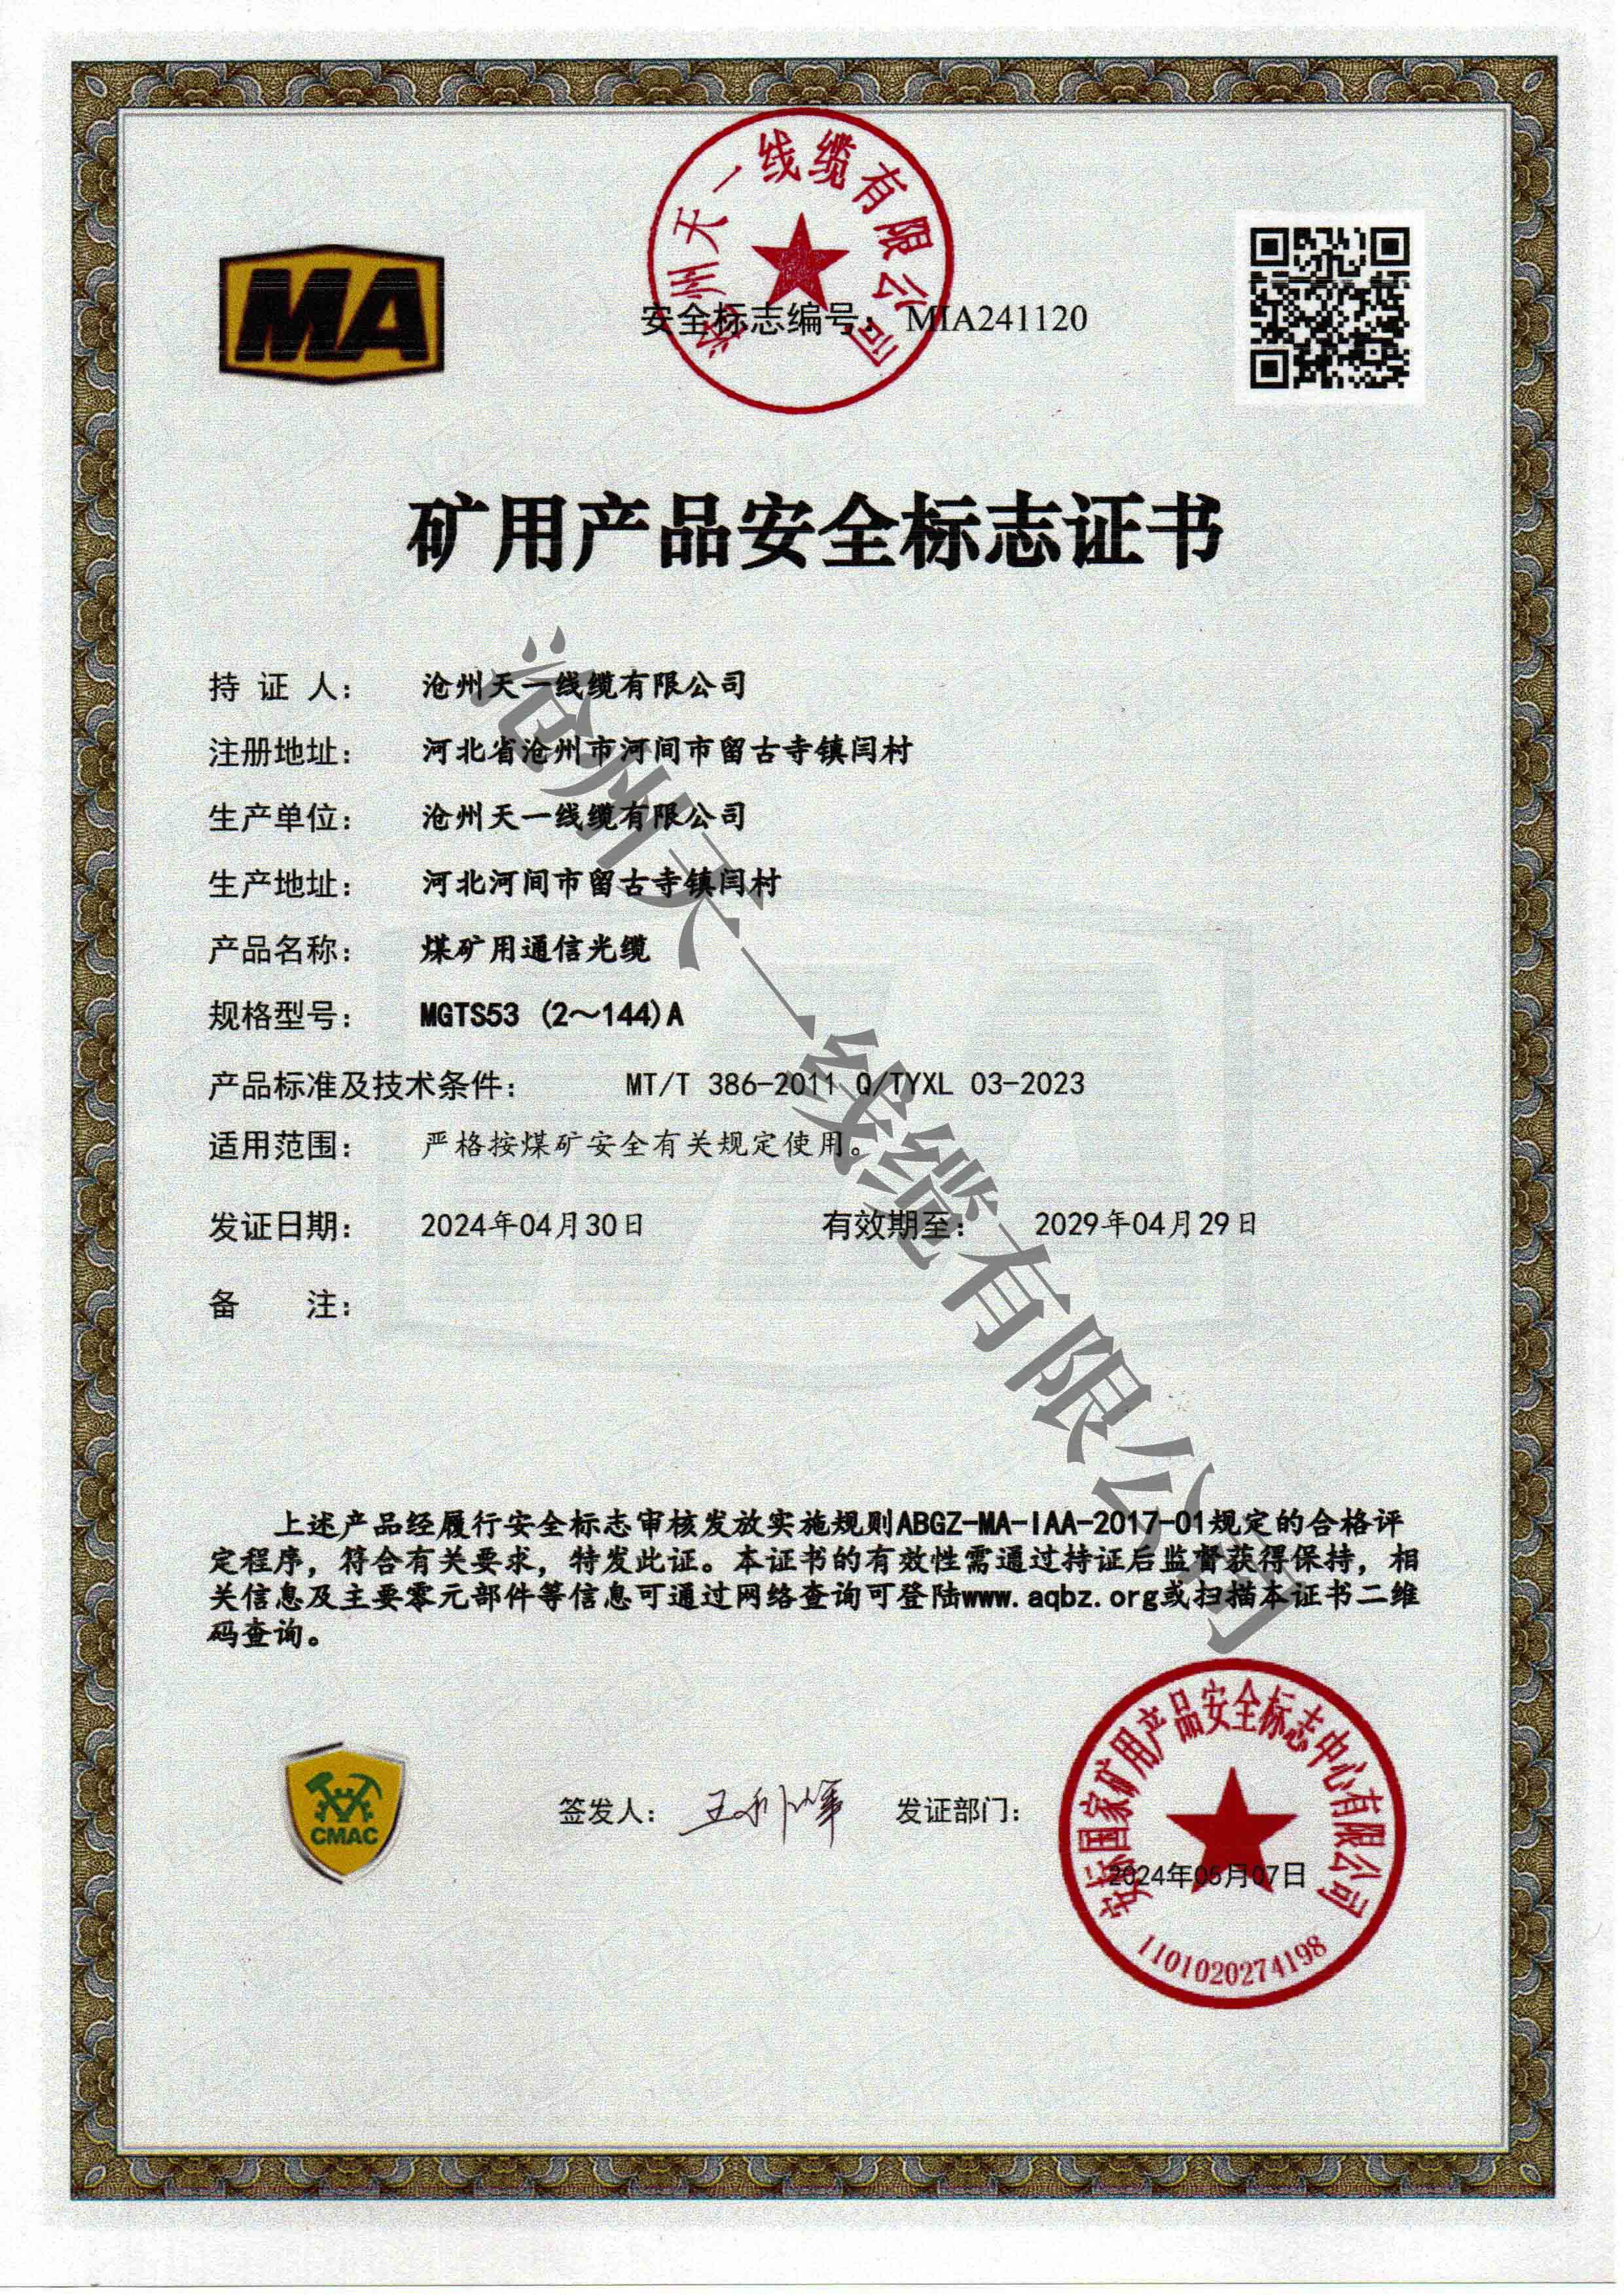 沧州天一线缆有限公司
MA
安全标志编号： MIA241120
矿用产品安全标志证书
持 证 人： 沧州天一线缆有限公司
注册地址： 河北省沧州市河间市留古寺镇闫村
生产单位： 沧州天一线缆有限公司
生产地址： 河北河间市留古寺镇闫村
产品名称： 煤矿用通信光缆
规格型号： MGTS53 (2～144)A
产品标准及技术条件： MT/T 386-2011 Q/TYXL 03-2023
适用范围： 严格按煤矿安全有关规定使用。
发证日期： 2024年04月30日 有效期至： 2029年04月29日
备 注：
沧州天一线缆有限公司
上述产品经履行安全标志审核发放实施规则ABGZ-MA-IAA-2017-01规定的合格评
定程序，符合有关要求，特发此证。本证书的有效性需通过持证后监督获得保持，相
关信息及主要零元部件等信息可通过网络查询可登陆www.aqbz.org或扫描本证书二维
码查询。
CMAC
签发人： 发证部门：
安标国家矿用产品安全标志中心有限公司
2024年05月07日
1101020274198